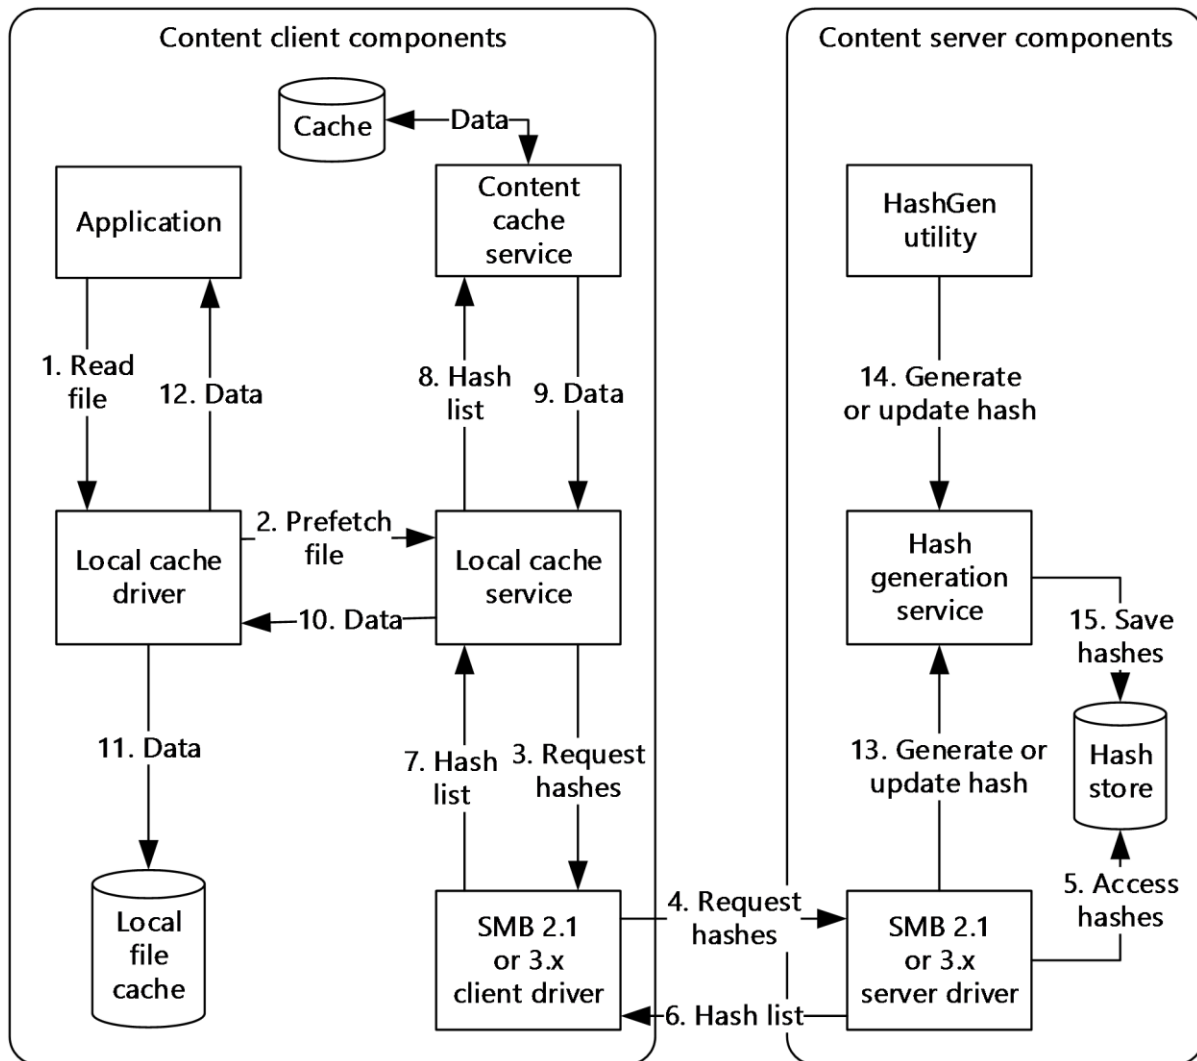 Content client components
Content server components
Cache
Data
Application
Content
cache
service
HashGen
utility
1. Read
file
12. Data
8. Hash
list
9. Data
14. Generate
or update hash
2. Prefetch
file
Local cache
driver
Local cache
service
10. Data
Hash
generation
service
15. Save
hashes
11. Data
7. Hash
list
3. Request
hashes
13. Generate or
update hash
Hash
store
Local
file
cache
SMB 2.1
or 3.x
client driver
4. Request
hashes
SMB 2.1
or 3.x
server driver
5. Access
hashes
6. Hash list